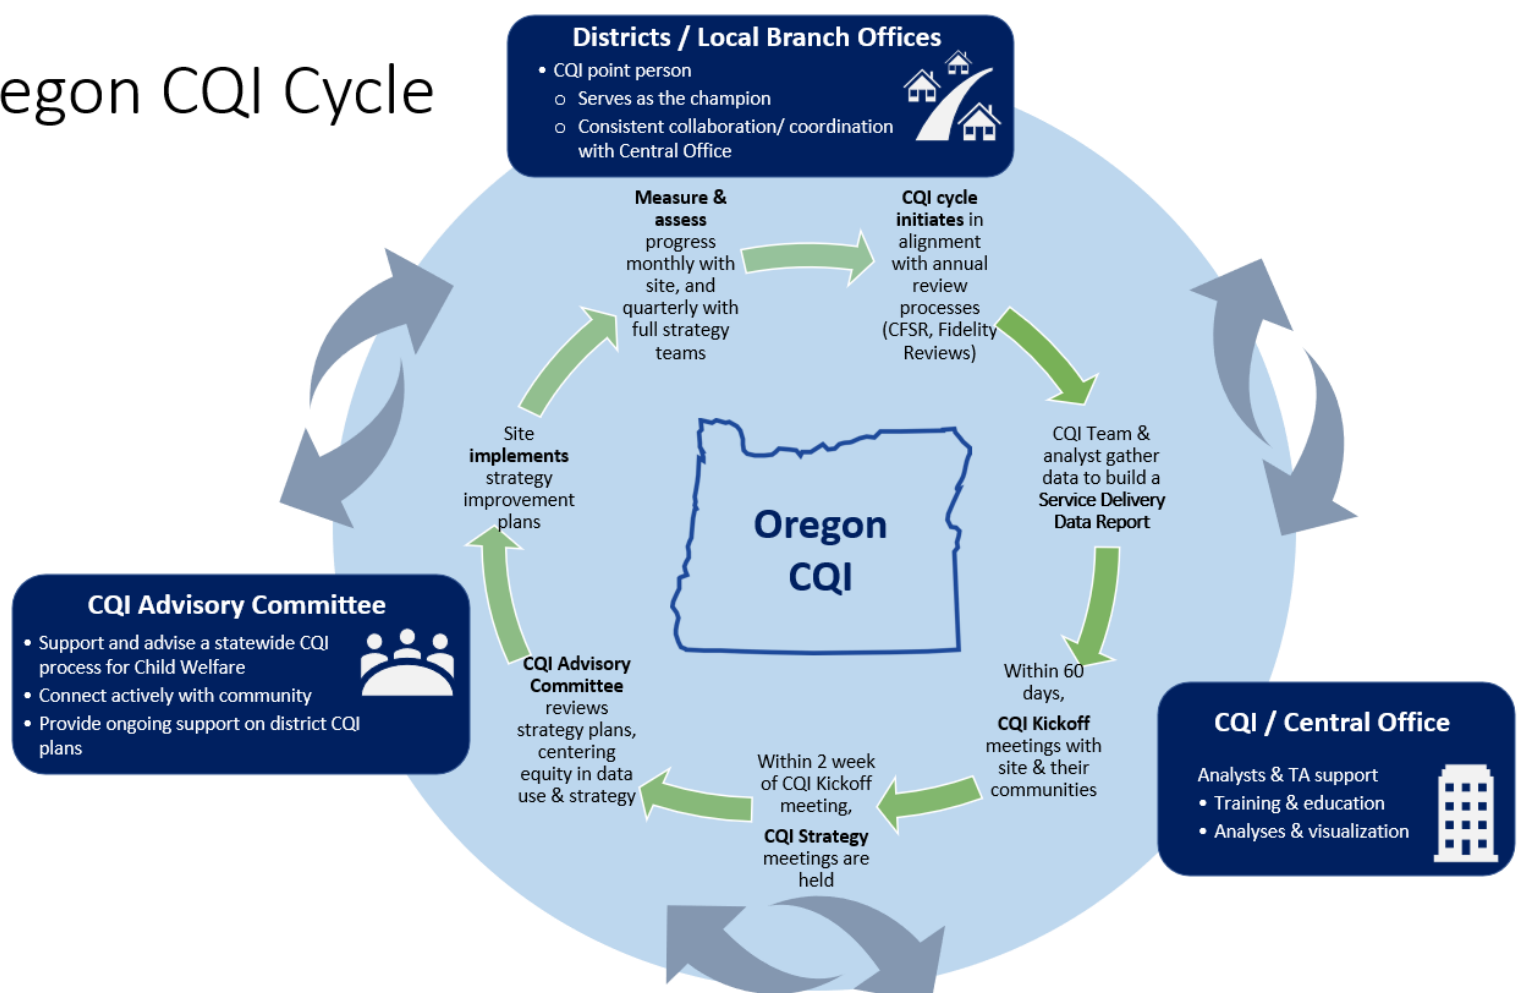 egon CQI Cycle
Districts / Local Branch Offices
• CQI point person
o Serves as the champion
o Consistent collaboration/ coordination
with Central Office
Measure &
assess
progress
monthly with
site, and
quarterly with
full strategy
teams
CQI cycle
initiates in
alignment
with annual
review
processes
(CFSR, Fidelity
Reviews)
CQI Team &
analyst gather
data to build a
Service Delivery
Data Report
Within 60
days,
CQI Kickoff
meetings with
site & their
communities
Within 2 week
of CQI Kickoff
meeting,
CQI Strategy
meetings are
held
CQI Advisory
Committee
reviews
strategy plans,
centering
equity in data
use & strategy
Site
implements
strategy
improvement
plans
Oregon
CQI
CQI Advisory Committee
• Support and advise a statewide CQI
process for Child Welfare
• Connect actively with community
• Provide ongoing support on district CQI
plans
CQI / Central Office
Analysts & TA support
• Training & education
• Analyses & visualization